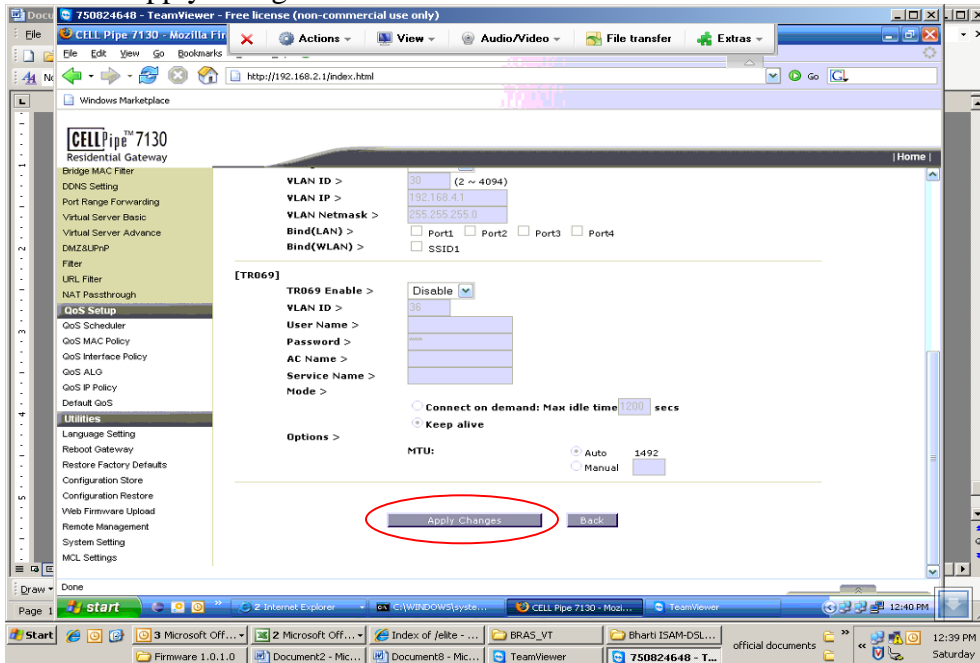 Docu
750824648 - TeamViewer - Free license (non-commercial use only)
File
CELL Pipe 7130 - Mozilla Fir
Actions
View
Audio/Video
File transfer
Extras
File Edit View Go Bookmarks
http://192.168.2.1/index.html
Go
Windows Marketplace
CELLPipe™ 7130
Residential Gateway
| Home |
Bridge MAC Filter
DDNS Setting
Port Range Forwarding
Virtual Server Basic
Virtual Server Advance
DMZ&UPnP
Filter
URL Filter
NAT Passthrough
QoS Setup
QoS Scheduler
QoS MAC Policy
QoS Interface Policy
QoS ALG
QoS IP Policy
Default QoS
Utilities
Language Setting
Reboot Gateway
Restore Factory Defaults
Configuration Store
Configuration Restore
Web Firmware Upload
Remote Management
System Setting
MCL Settings
VLAN ID > 30 (2 ~ 4094)
VLAN IP > 192.168.4.1
VLAN Netmask > 255.255.255.0
Bind(LAN) > Port1 Port2 Port3 Port4
Bind(WLAN) > SSID1
[TR069]
TR069 Enable > Disable
VLAN ID > 36
User Name >
Password > ****
AC Name >
Service Name >
Mode >
Connect on demand: Max idle time 1200 secs
Keep alive
Options >
MTU: Auto 1492
Manual
Apply Changes Back
Done
Draw
Page 1
start
2 Internet Explorer
C:\WINDOWS\syste...
CELL Pipe 7130 - Mozi...
TeamViewer
12:40 PM
Start
3 Microsoft Off...
2 Microsoft Off...
Index of /elite - ...
BRAS_VT
Bharti ISAM-DSL...
official documents
12:39 PM
Firmware 1.0.1.0
Document2 - Mic...
Document8 - Mic...
TeamViewer
750824648 - T...
Saturday